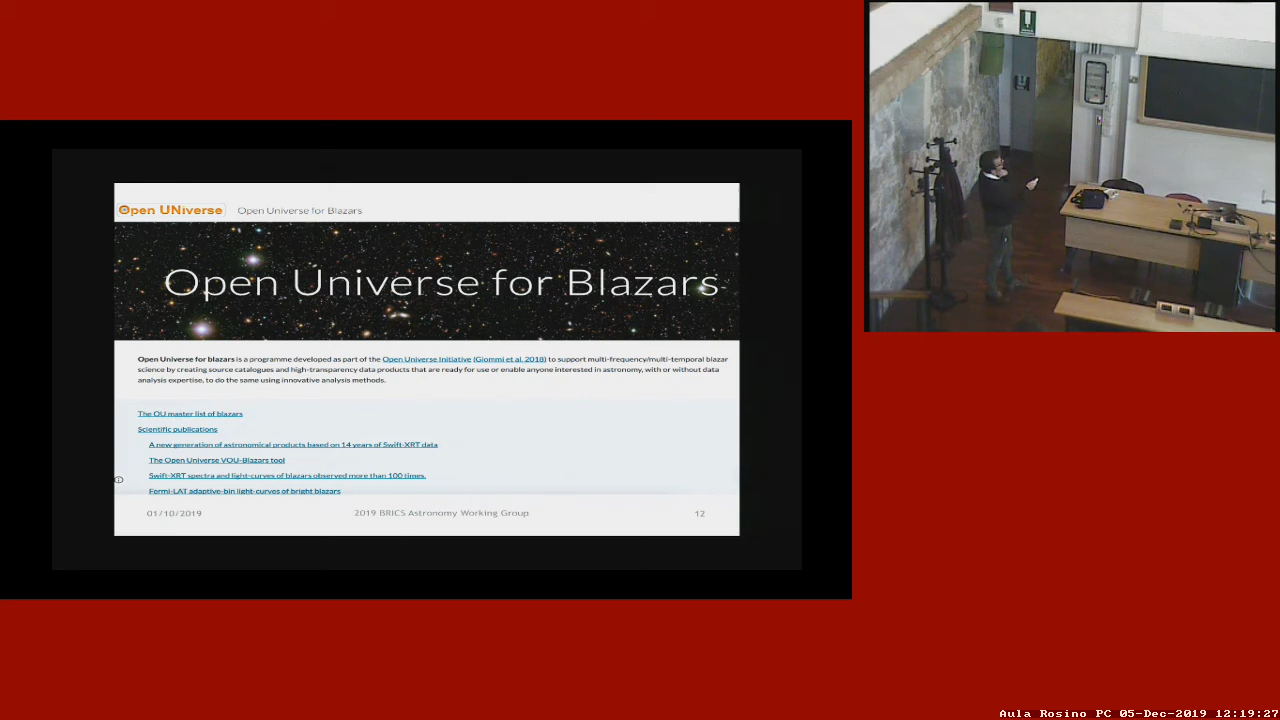 Open UNiverse Open Universe for Blazars
Open Universe for Blazars
Open Universe for blazars is a programme developed as part of the Open Universe Initiative (Giommi et al. 2018) to support multi-frequency/multi-temporal blazar
science by creating source catalogues and high-transparency data products that are ready for use or enable anyone interested in astronomy, with or without data
analysis expertise, to do the same using innovative analysis methods.
The OU master list of blazars
Scientific publications
A new generation of astronomical products based on 14 years of Swift-XRT data
The Open Universe VOU-Blazars tool
Swift-XRT spectra and light-curves of blazars observed more than 100 times.
Fermi-LAT adaptive-bin light-curves of bright blazars
01/10/2019 2019 BRICS Astronomy Working Group 12
Aula Rosino PC 05-Dec-2019 12:19:27